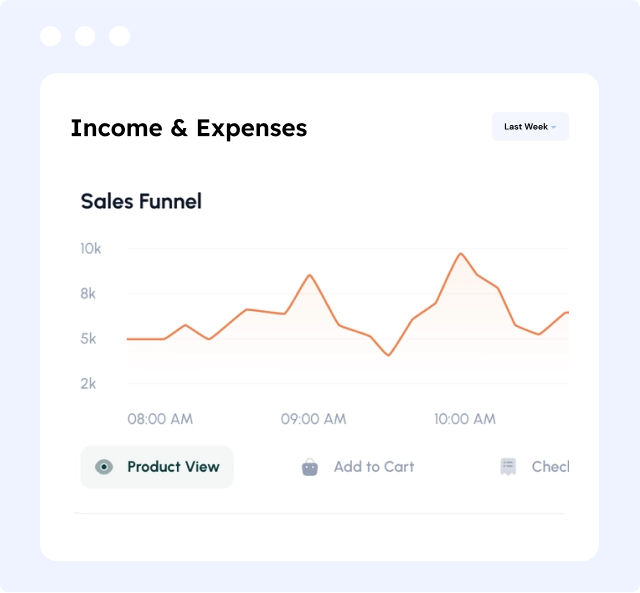 Income & Expenses
Last Week
Sales Funnel
10k
8k
5k
2k
08:00 AM 09:00 AM 10:00 AM
Product View Add to Cart Chec